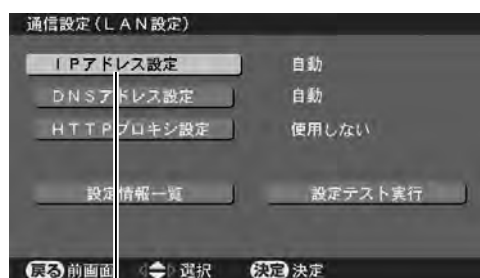 通信設定(LAN設定)
IPアドレス設定 自動
DNSアドレス設定 自動
HTTPプロキシ設定 使用しない
設定情報一覧 設定テスト実行
戻る 前画面 選択 決定 決定